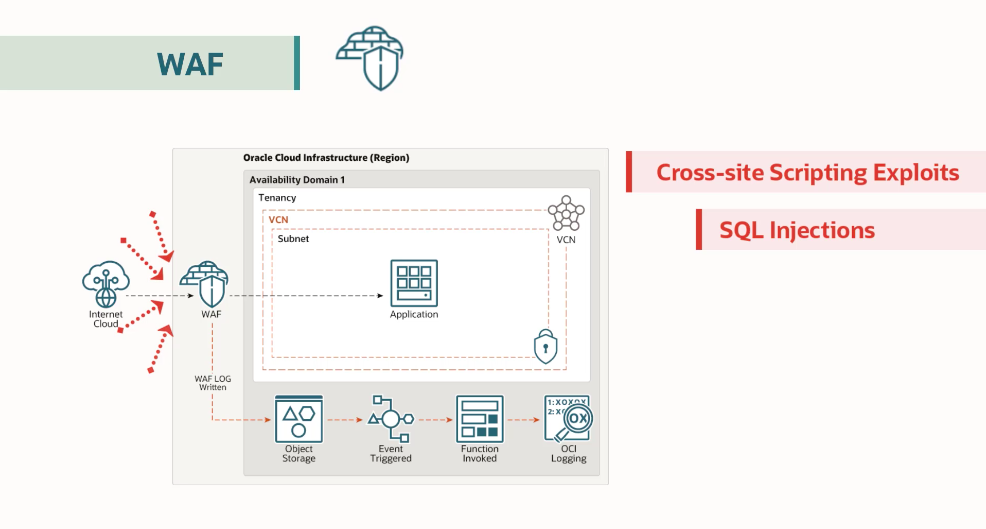 WAF
Oracle Cloud Infrastructure (Region)
Availability Domain 1
Tenancy
VCN
Subnet
VCN
Internet
Cloud
WAF
Application
WAF LOG
Written
Object
Storage
Event
Triggered
Function
Invoked
1:XOXOX
2:X
OX
OCI
Logging
Cross-site Scripting Exploits
SQL Injections